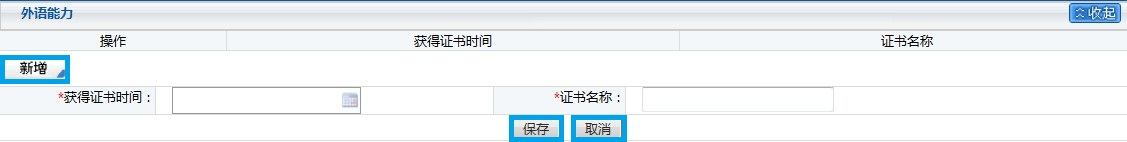 外语能力 收起
操作 获得证书时间 证书名称
新增
*获得证书时间： *证书名称：
保存 取消